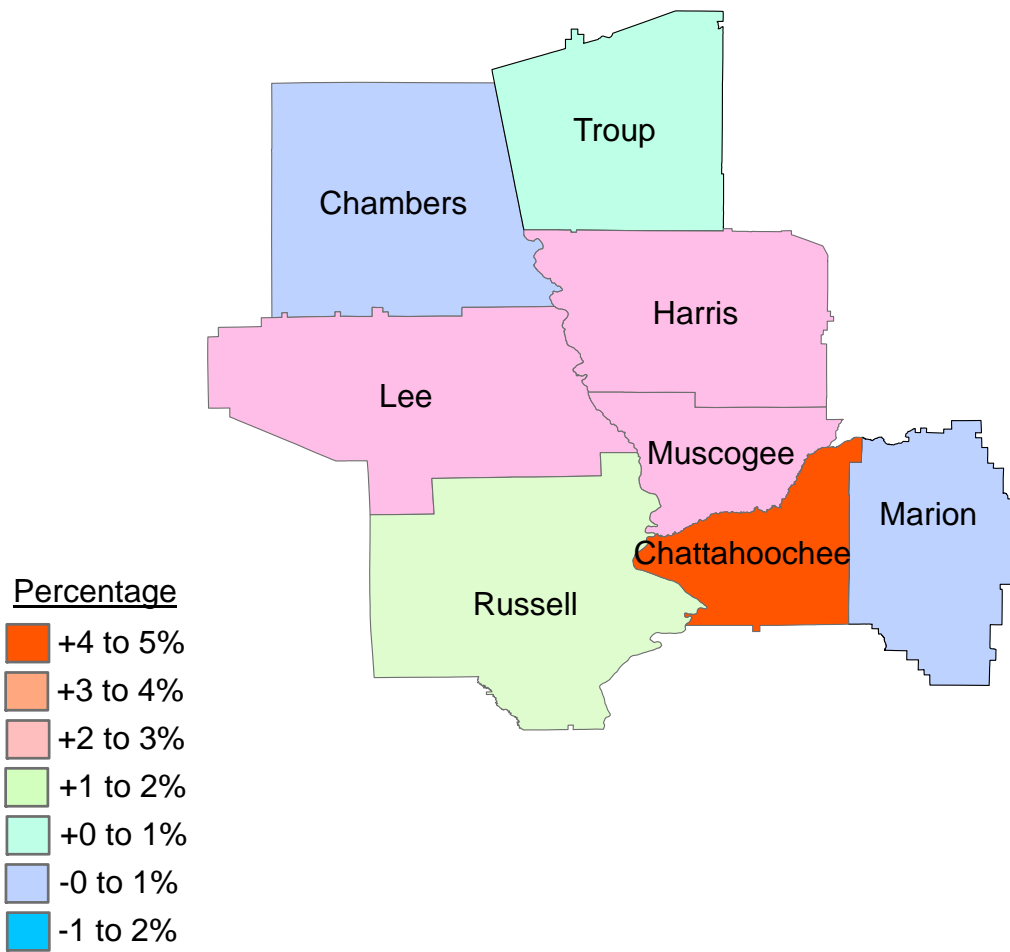 Troup
Chambers
Harris
Lee
Muscogee
Marion
Chattahoochee
Russell
Percentage
+4 to 5%
+3 to 4%
+2 to 3%
+1 to 2%
+0 to 1%
-0 to 1%
-1 to 2%